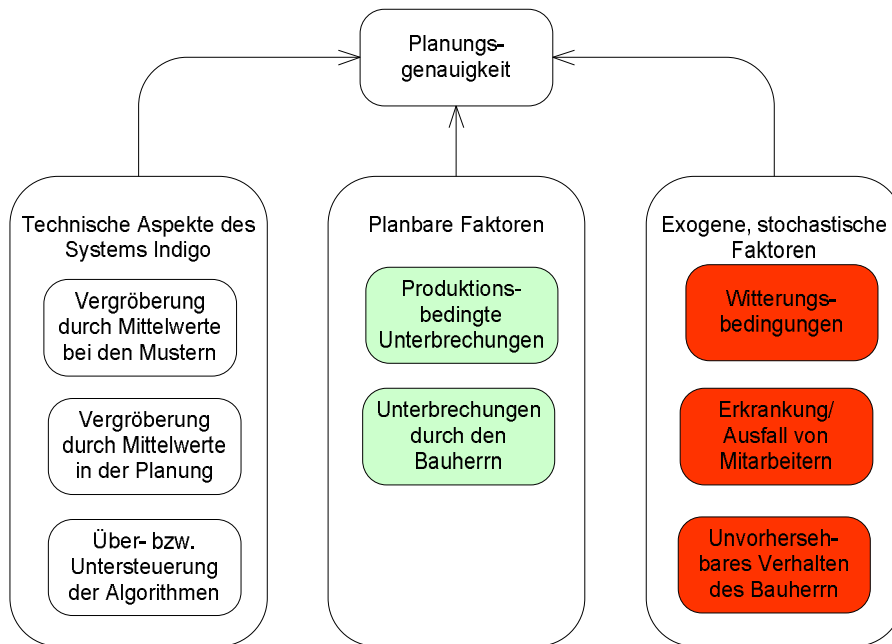 Planungs-
genauigkeit
Technische Aspekte des
Systems Indigo
Vergröberung
durch Mittelwerte
bei den Mustern
Vergröberung
durch Mittelwerte
in der Planung
Über- bzw.
Untersteuerung
der Algorithmen
Planbare Faktoren
Produktions-
bedingte
Unterbrechungen
Unterbrechungen
durch den
Bauherrn
Exogene, stochastische
Faktoren
Witterungs-
bedingungen
Erkrankung/
Ausfall von
Mitarbeitern
Unvorherseh-
bares Verhalten
des Bauherrn